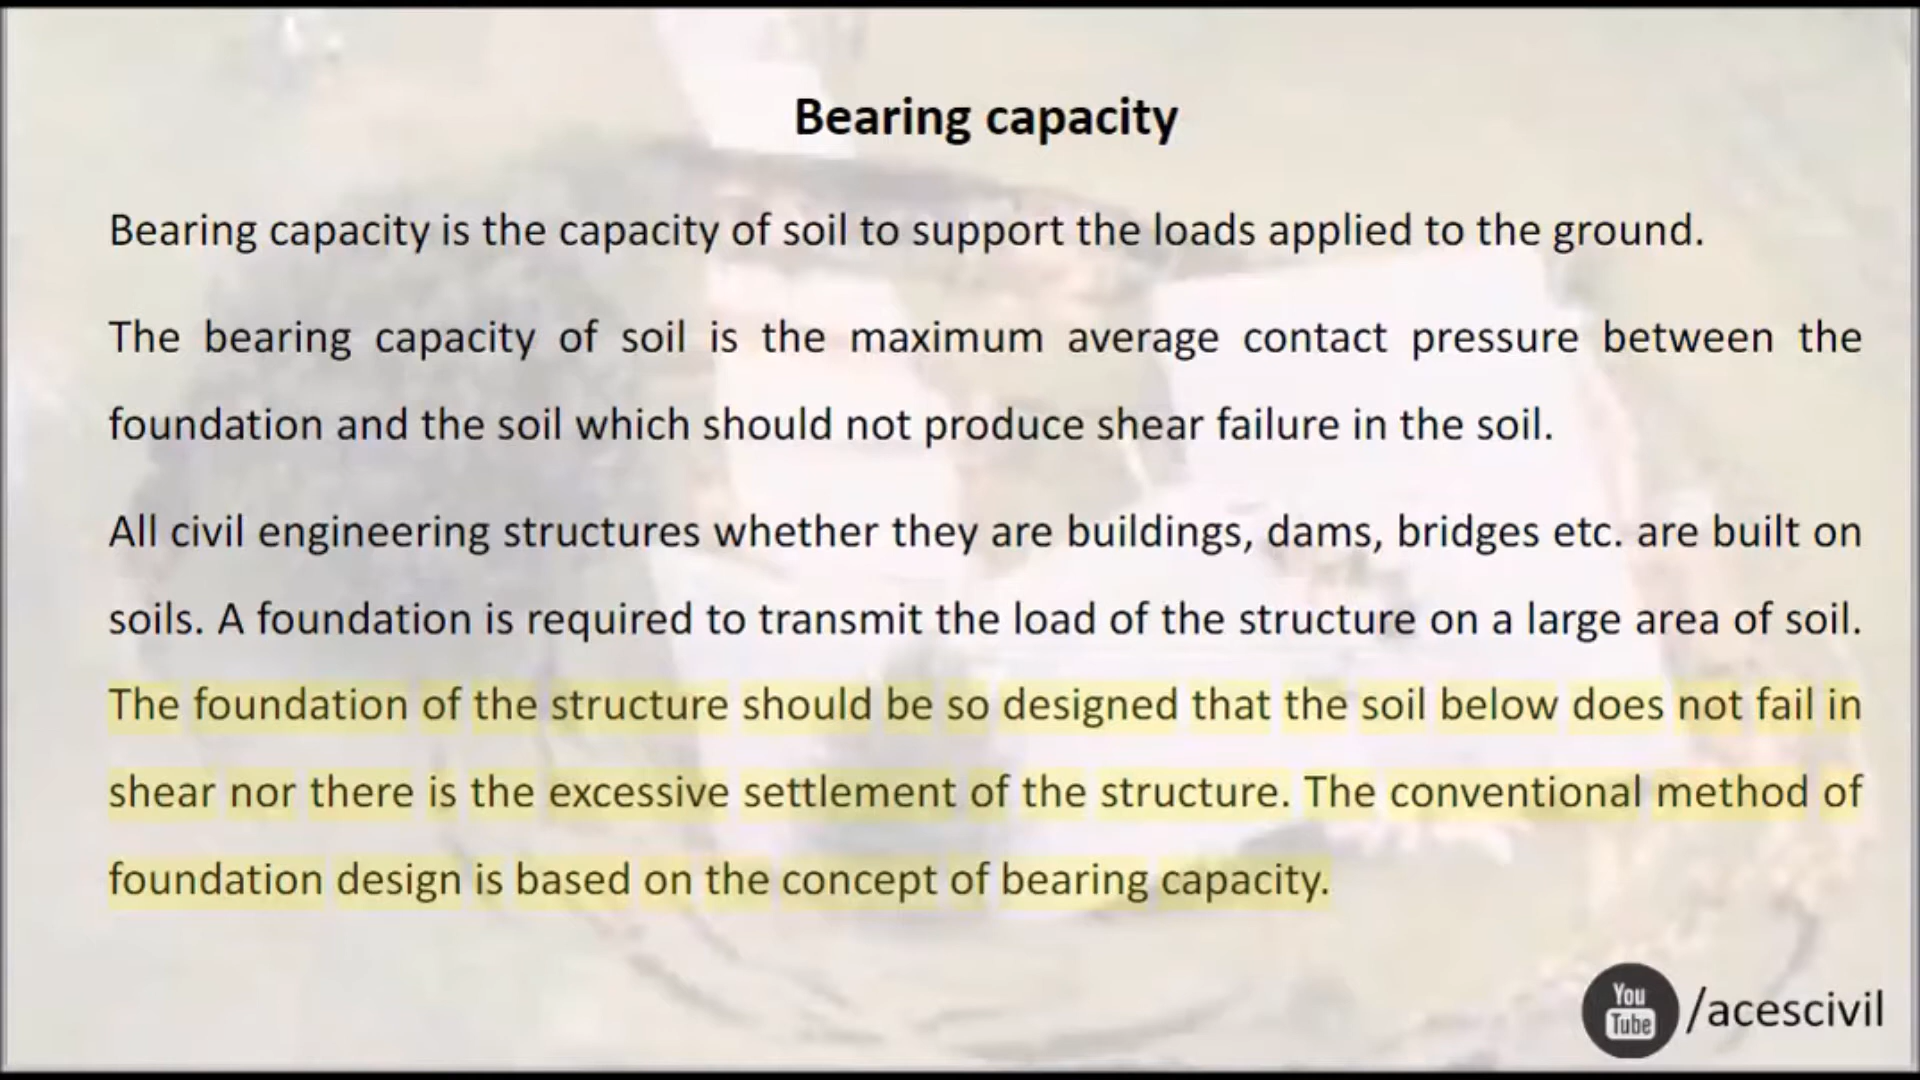 Bearing capacity
Bearing capacity is the capacity of soil to support the loads applied to the ground.
The bearing capacity of soil is the maximum average contact pressure between the
foundation and the soil which should not produce shear failure in the soil.
All civil engineering structures whether they are buildings, dams, bridges etc. are built on
soils. A foundation is required to transmit the load of the structure on a large area of soil.
The foundation of the structure should be so designed that the soil below does not fail in
shear nor there is the excessive settlement of the structure. The conventional method of
foundation design is based on the concept of bearing capacity.
You
Tube
/acescivil